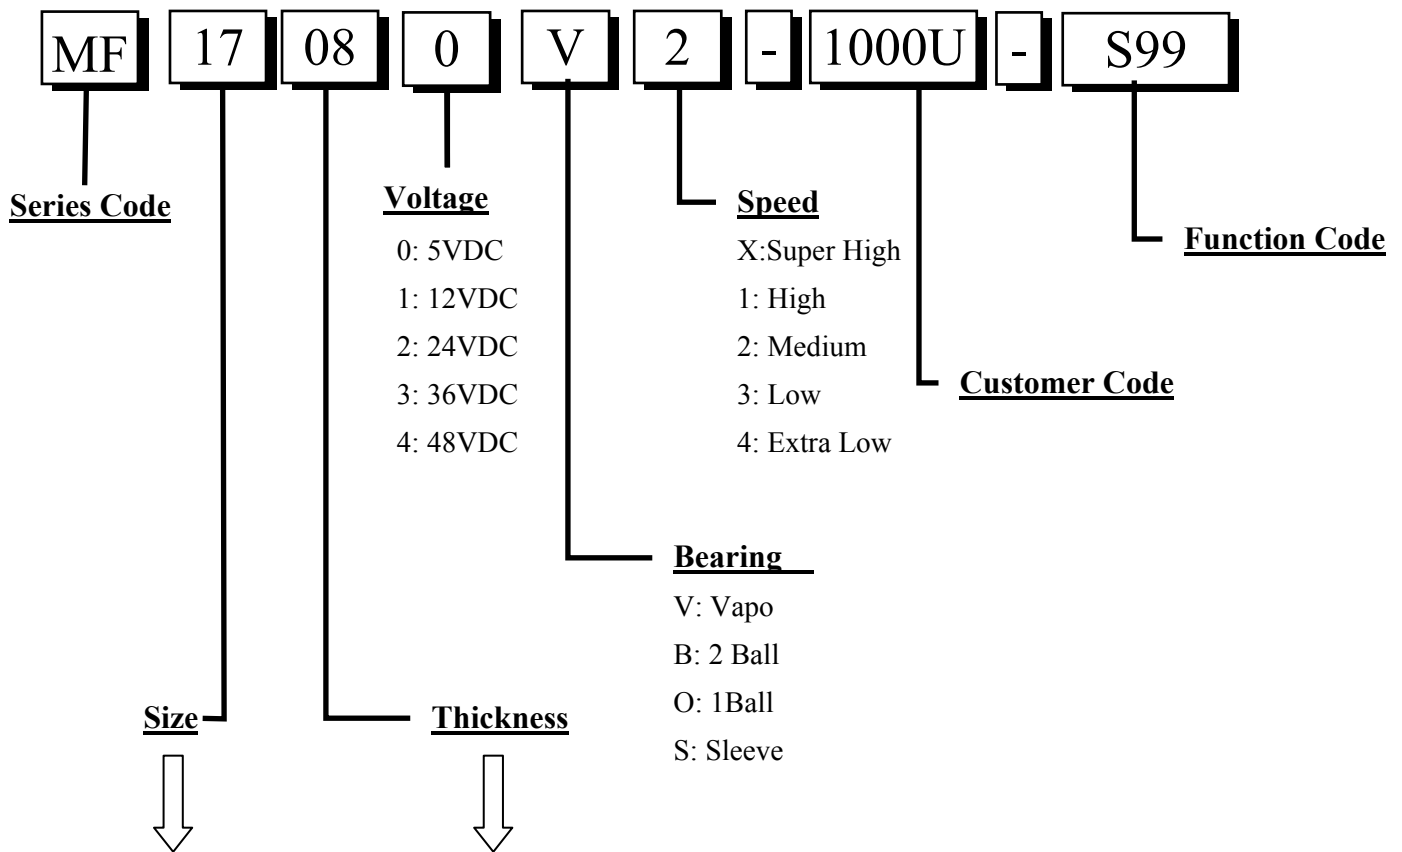 MF 17 08 0 V 2 - 1000U - S99
Series Code
Voltage
0: 5VDC
1: 12VDC
2: 24VDC
3: 36VDC
4: 48VDC
Speed
X:Super High
1: High
2: Medium
3: Low
4: Extra Low
Function Code
Customer Code
Bearing
V: Vapo
B: 2 Ball
O: 1Ball
S: Sleeve
Size
Thickness